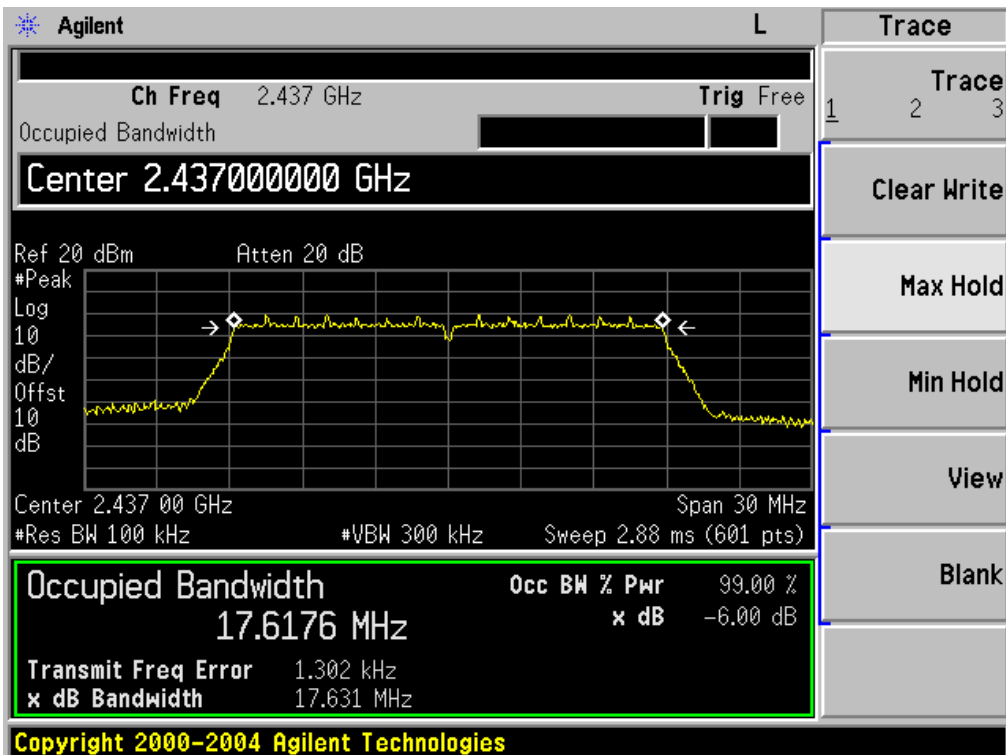 Agilent L Trace
Ch Freq 2.437 GHz Trig Free
Occupied Bandwidth
Center 2.437000000 GHz
Ref 20 dBm Atten 20 dB
#Peak
Log
10
dB/
Offst
10
dB
Center 2.437 00 GHz Span 30 MHz
#Res BW 100 kHz #VBW 300 kHz Sweep 2.88 ms (601 pts)
Occupied Bandwidth Occ BW % Pwr 99.00 %
17.6176 MHz x dB -6.00 dB
Transmit Freq Error 1.302 kHz
x dB Bandwidth 17.631 MHz
Copyright 2000-2004 Agilent Technologies
Trace
1 2 3
Clear Write
Max Hold
Min Hold
View
Blank